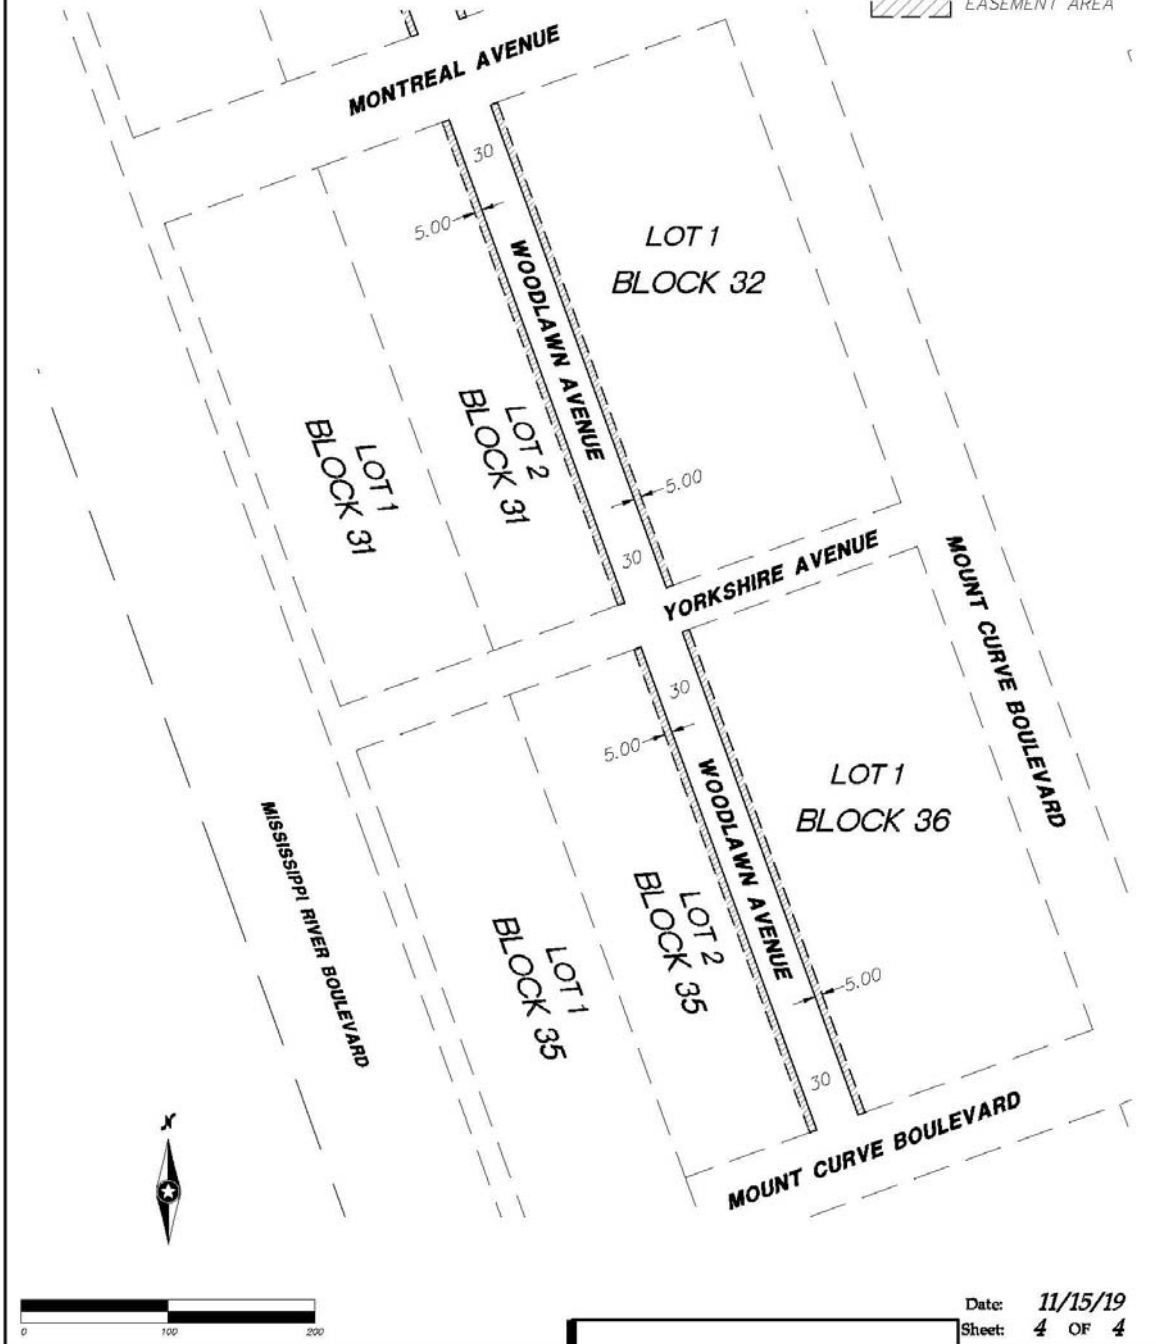 EASEMENT AREA
MONTREAL AVENUE
30
5.00
LOT 1
BLOCK 32
WOODLAWN AVENUE
LOT 2
BLOCK 31
LOT 1
BLOCK 31
5.00
30
YORKSHIRE AVENUE
MOUNT CURVE BOULEVARD
30
5.00
LOT 1
BLOCK 36
WOODLAWN AVENUE
MISSISSIPPI RIVER BOULEVARD
LOT 2
BLOCK 35
LOT 1
BLOCK 35
5.00
30
MOUNT CURVE BOULEVARD
N
0 100 200
Date: 11/15/19
Sheet: 4 OF 4